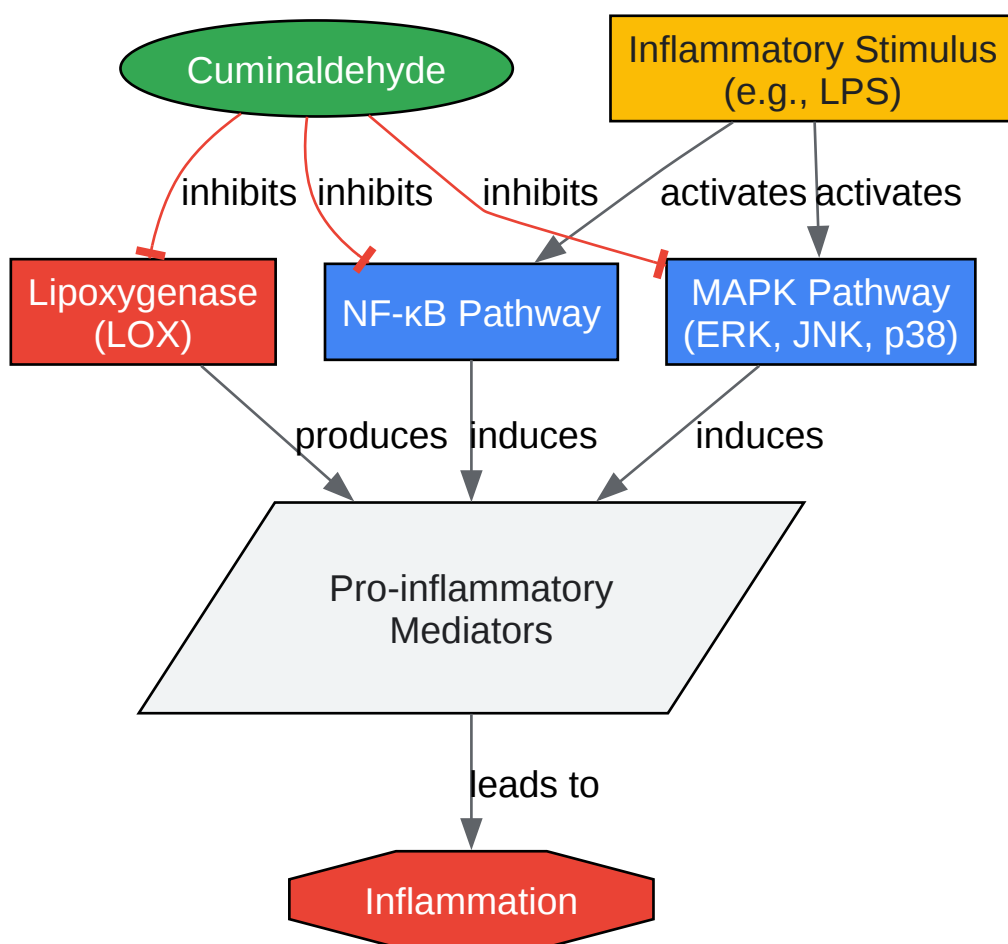 Cuminaldehyde
Inflammatory Stimulus
(e.g., LPS)
inhibits
inhibits
inhibits
activates
activates
Lipoxygenase
(LOX)
NF-κB Pathway
MAPK Pathway
(ERK, JNK, p38)
produces
induces
induces
Pro-inflammatory
Mediators
leads to
Inflammation